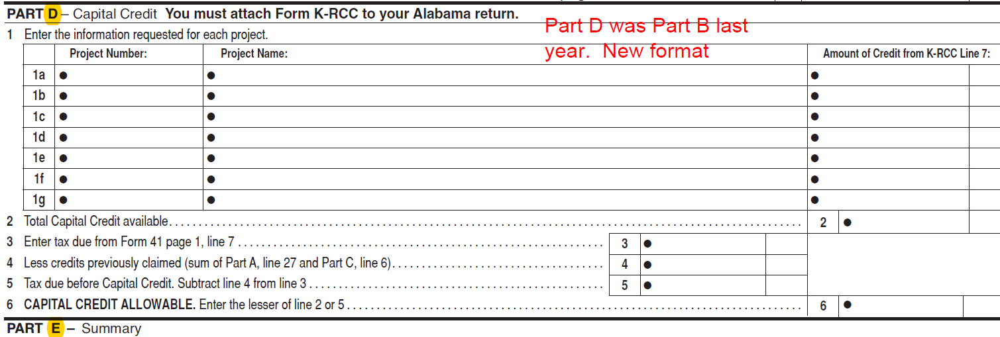 PART D – Capital Credit You must attach Form K-RCC to your Alabama return.
Part D was Part B last
year. New format
1 Enter the information requested for each project.
Project Number: Project Name: Amount of Credit from K-RCC Line 7:
1a ● ● ●
1b ● ● ●
1c ● ● ●
1d ● ● ●
1e ● ● ●
1f ● ● ●
1g ● ● ●
2 Total Capital Credit available. . . . . . . . . . 2 ●
3 Enter tax due from Form 41 page 1, line 7 . . . . . . . . . . 3 ●
4 Less credits previously claimed (sum of Part A, line 27 and Part C, line 6). . . . . . . . . . 4 ●
5 Tax due before Capital Credit. Subtract line 4 from line 3 . . . . . . . . . . 5 ●
6 CAPITAL CREDIT ALLOWABLE. Enter the lesser of line 2 or 5 . . . . . . . . . . 6 ●
PART E – Summary